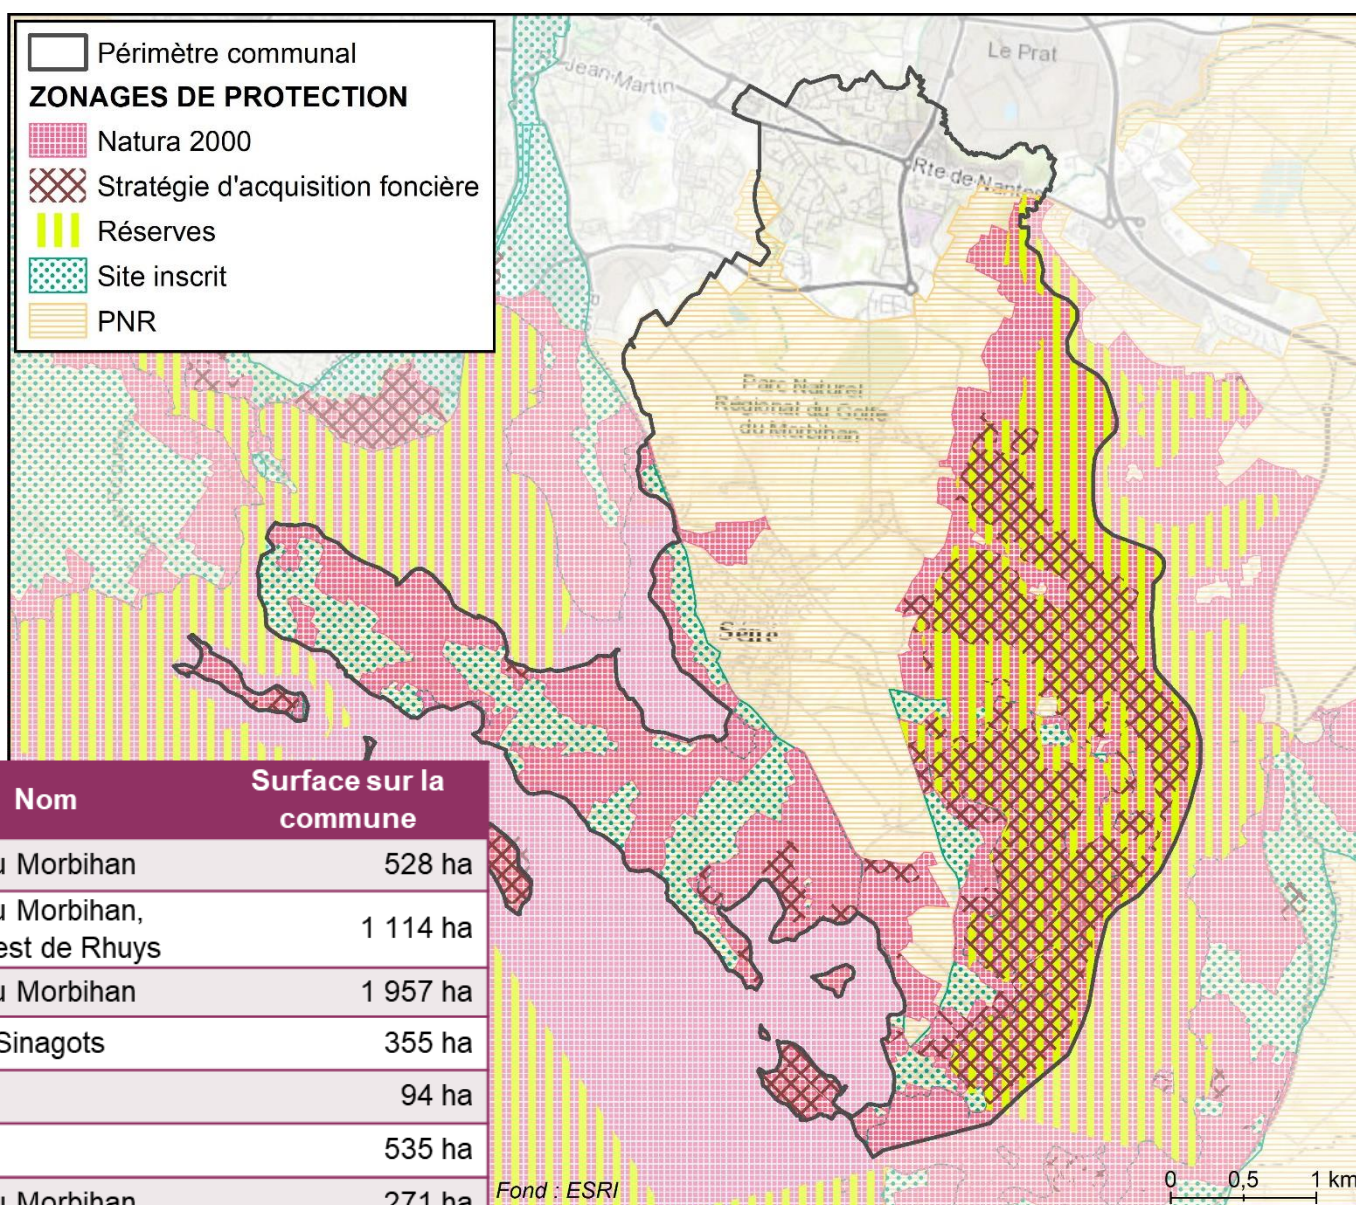 Périmètre communal
ZONAGES DE PROTECTION
Natura 2000
Stratégie d'acquisition foncière
Réserves
Site inscrit
PNR
Jean-Martin
Le Prat
Rte-de-Nantes
Parc Naturel
Régional du Golfe
du Morbihan
Séné
Nom
Surface sur la
commune
u Morbihan
528 ha
u Morbihan,
est de Rhuys
1 114 ha
u Morbihan
1 957 ha
Sinagots
355 ha
94 ha
535 ha
u Morbihan
271 ha
Fond : ESRI
0 0,5 1 km